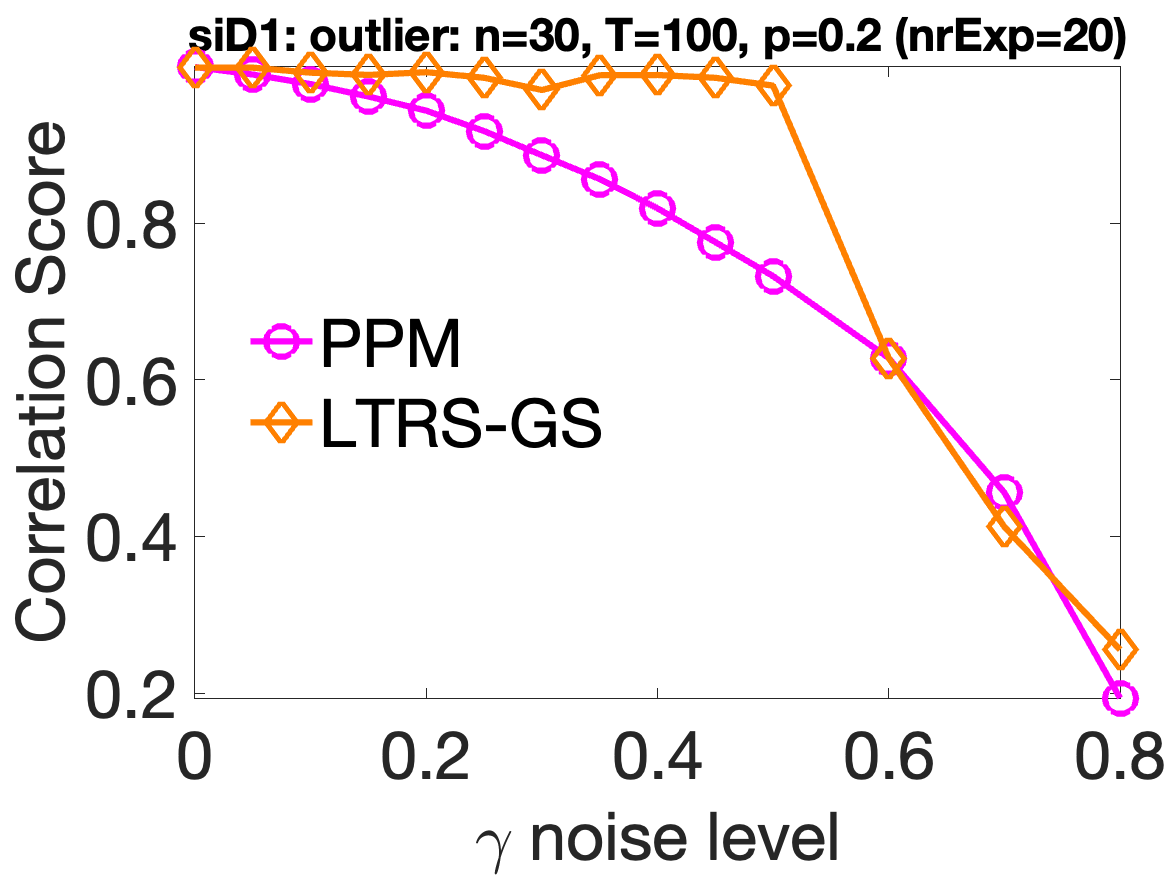 siD1: outlier: n=30, T=100, p=0.2 (nrExp=20)
Correlation Score
0.8
0.6
0.4
0.2
PPM
LTRS-GS
0 0.2 0.4 0.6 0.8
γ noise level